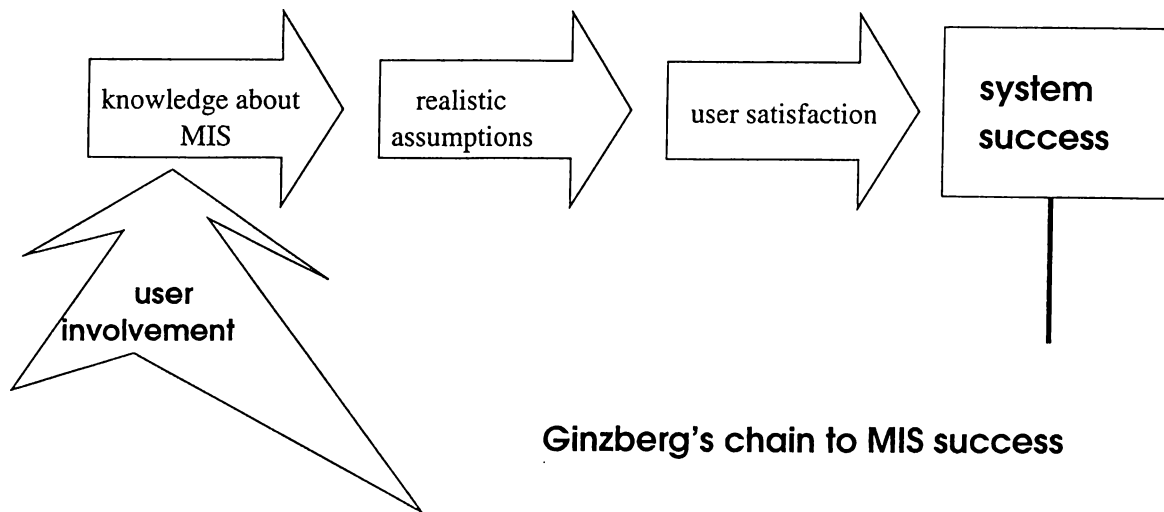 knowledge about
MIS
realistic
assumptions
user satisfaction
system
success
user
involvement
Ginzberg's chain to MIS success